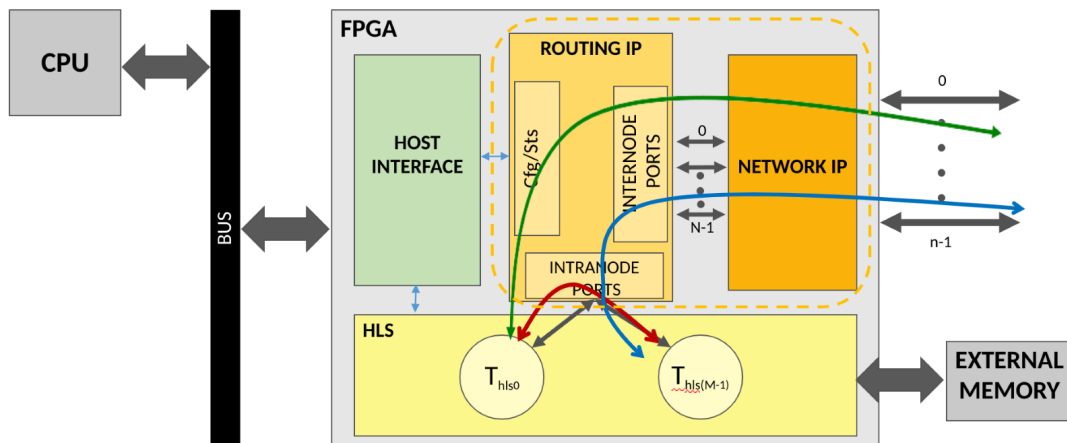 CPU
BUS
FPGA
HOST
INTERFACE
ROUTING IP
Cfg/Sts
INTERNODE
PORTS
INTRANODE
PORTS
0
N-1
NETWORK IP
0
n-1
HLS
Thls0
Thls(M-1)
EXTERNAL
MEMORY